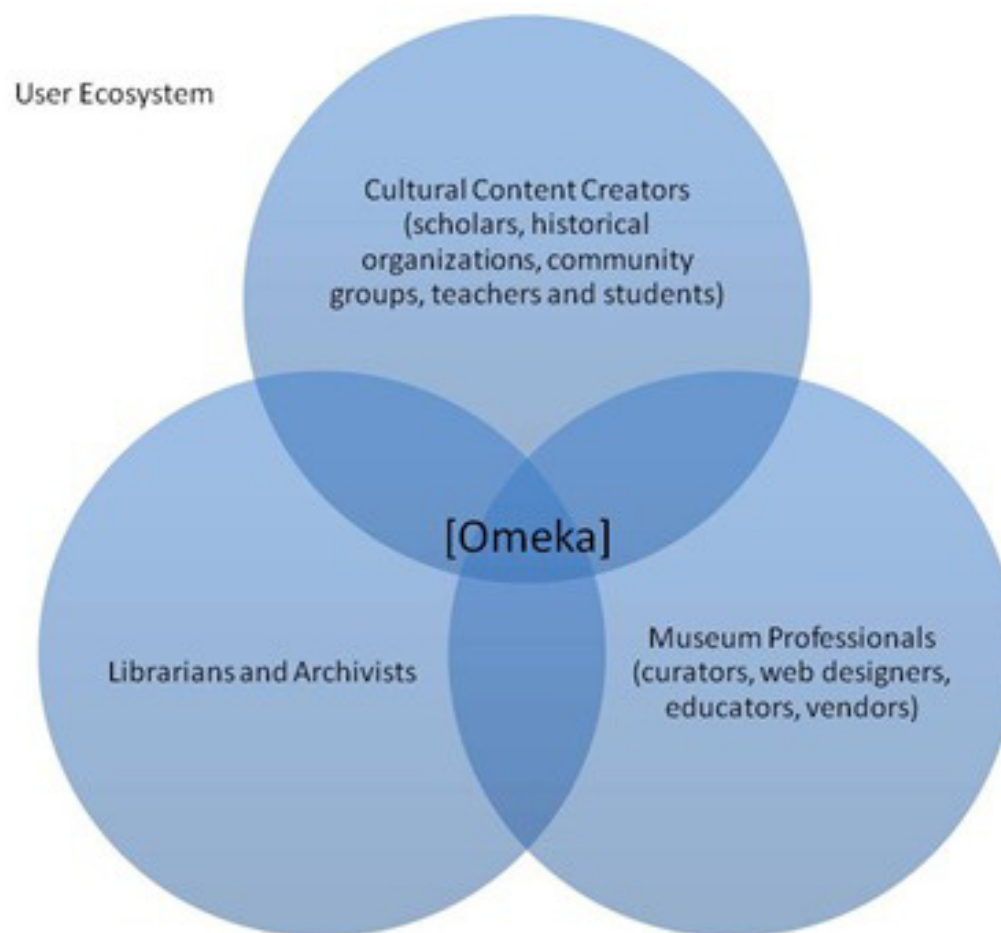 User Ecosystem
Cultural Content Creators
(scholars, historical
organizations, community
groups, teachers and students)
[Omeka]
Librarians and Archivists
Museum Professionals
(curators, web designers,
educators, vendors)